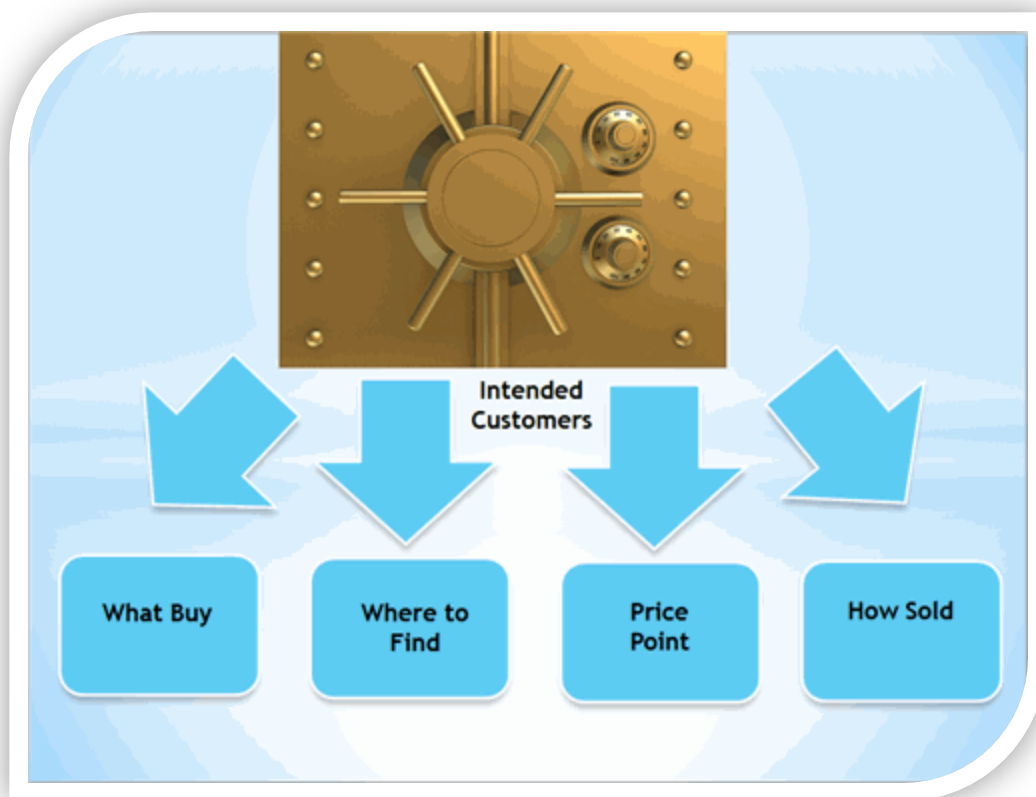 Intended
Customers
What Buy
Where to
Find
Price
Point
How Sold